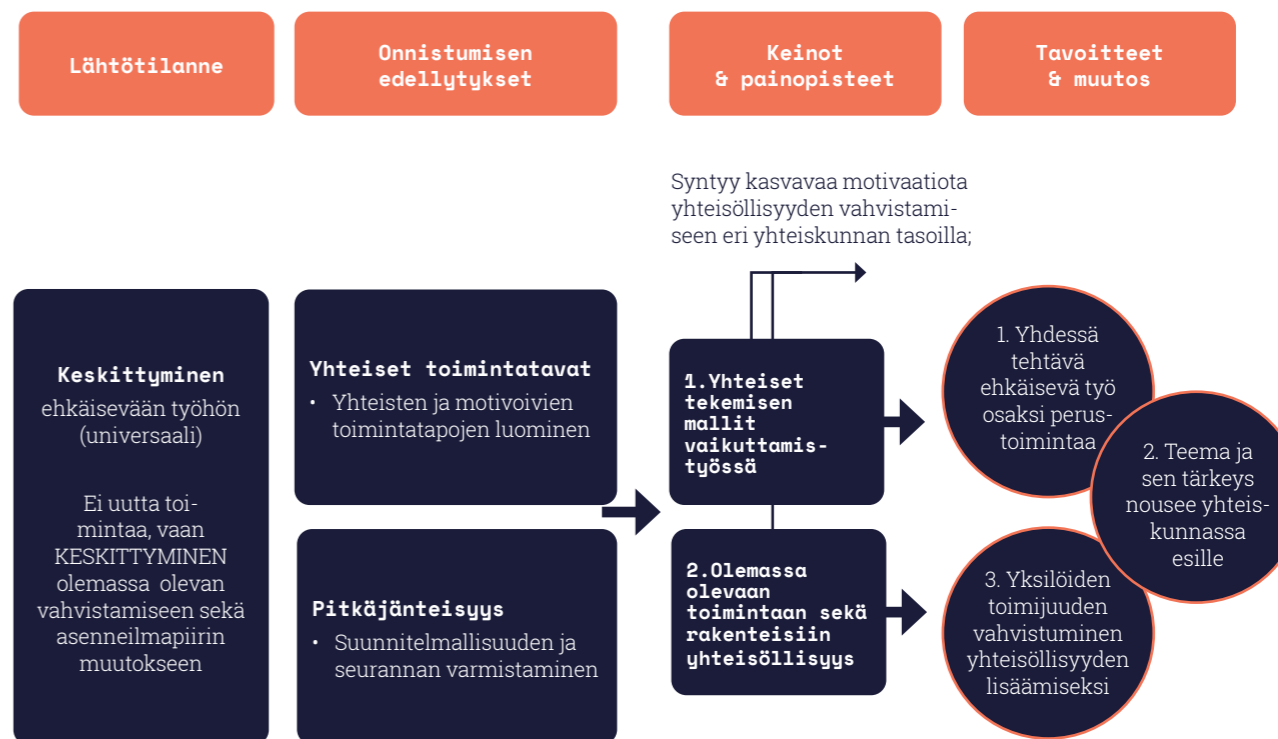 Lähtötilanne
Onnistumisen
edellytykset
Keinot
& painopisteet
Tavoitteet
& muutos
Syntyy kasvavaa motivaatiota
yhteisöllisyyden vahvistami-
seen eri yhteiskunnan tasoilla;
Keskittyminen
ehkäisevään työhön
(universaali)
Ei uutta toi-
mintaa, vaan
KESKITTYMINEN
olemassa olevan
vahvistamiseen sekä
asenneilmapiirin
muutokseen
Yhteiset toimintatavat
• Yhteisten ja motivoivien
toimintatapojen luominen
Pitkäjänteisyys
• Suunnitelmallisuuden ja
seurannan varmistaminen
1.Yhteiset
tekemisen
mallit
vaikuttamis-
työssä
2.Olemassa
olevaan
toimintaan sekä
rakenteisiin
yhteisöllisyys
1. Yhdessä
tehtävä
ehkäisevä työ
osaksi perus-
toimintaa
2. Teema ja
sen tärkeys
nousee yhteis-
kunnassa
esille
3. Yksilöiden
toimijuuden
vahvistuminen
yhteisöllisyyden
lisäämiseksi